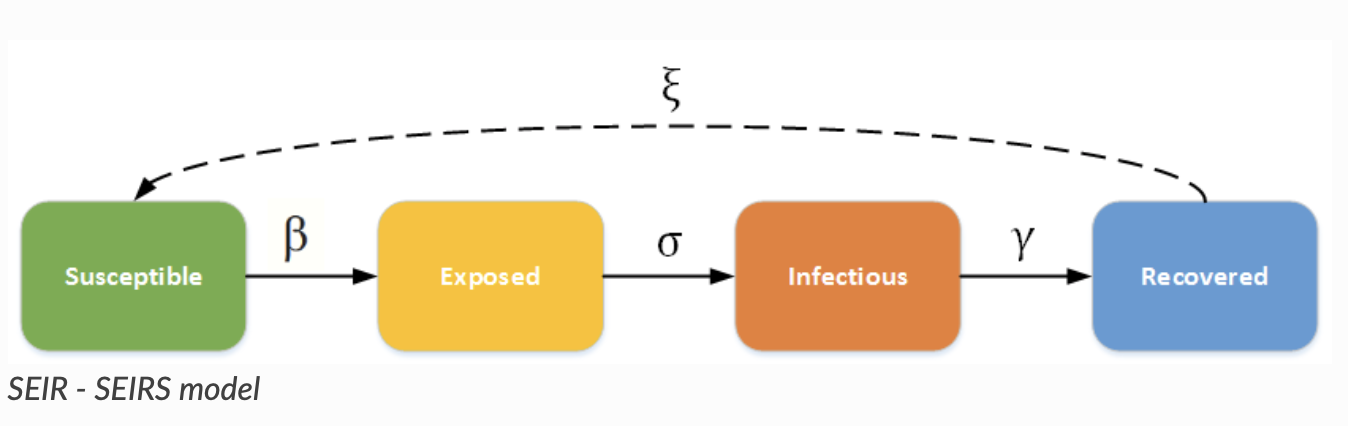 ξ
β
σ
γ
Susceptible
Exposed
Infectious
Recovered
SEIR - SEIRS model